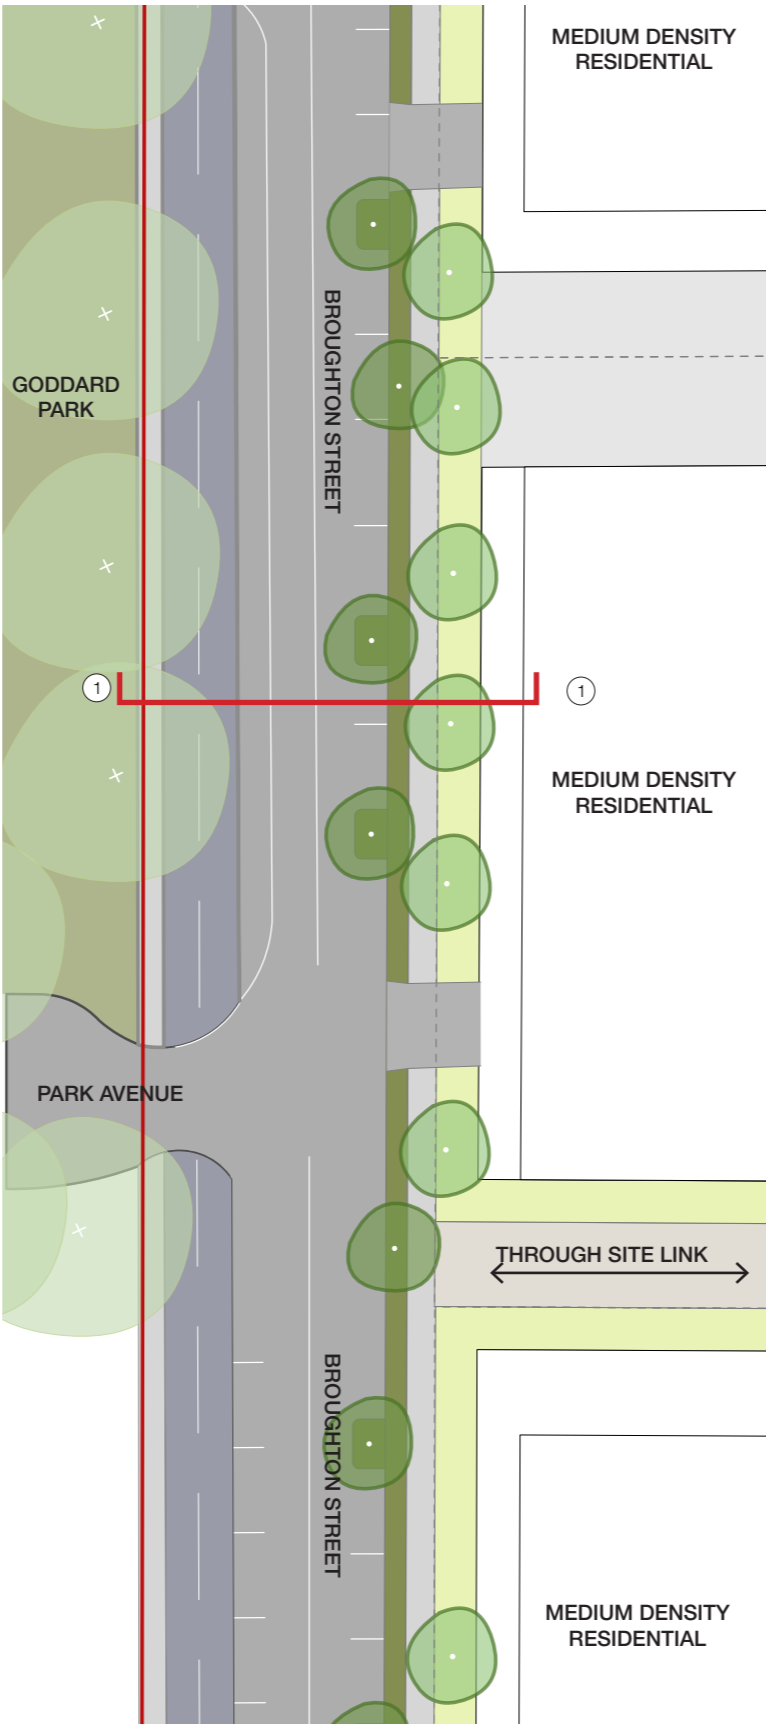 MEDIUM DENSITY
RESIDENTIAL
BROUGHTON STREET
GODDARD
PARK
1
1
MEDIUM DENSITY
RESIDENTIAL
PARK AVENUE
THROUGH SITE LINK
BROUGHTON STREET
MEDIUM DENSITY
RESIDENTIAL